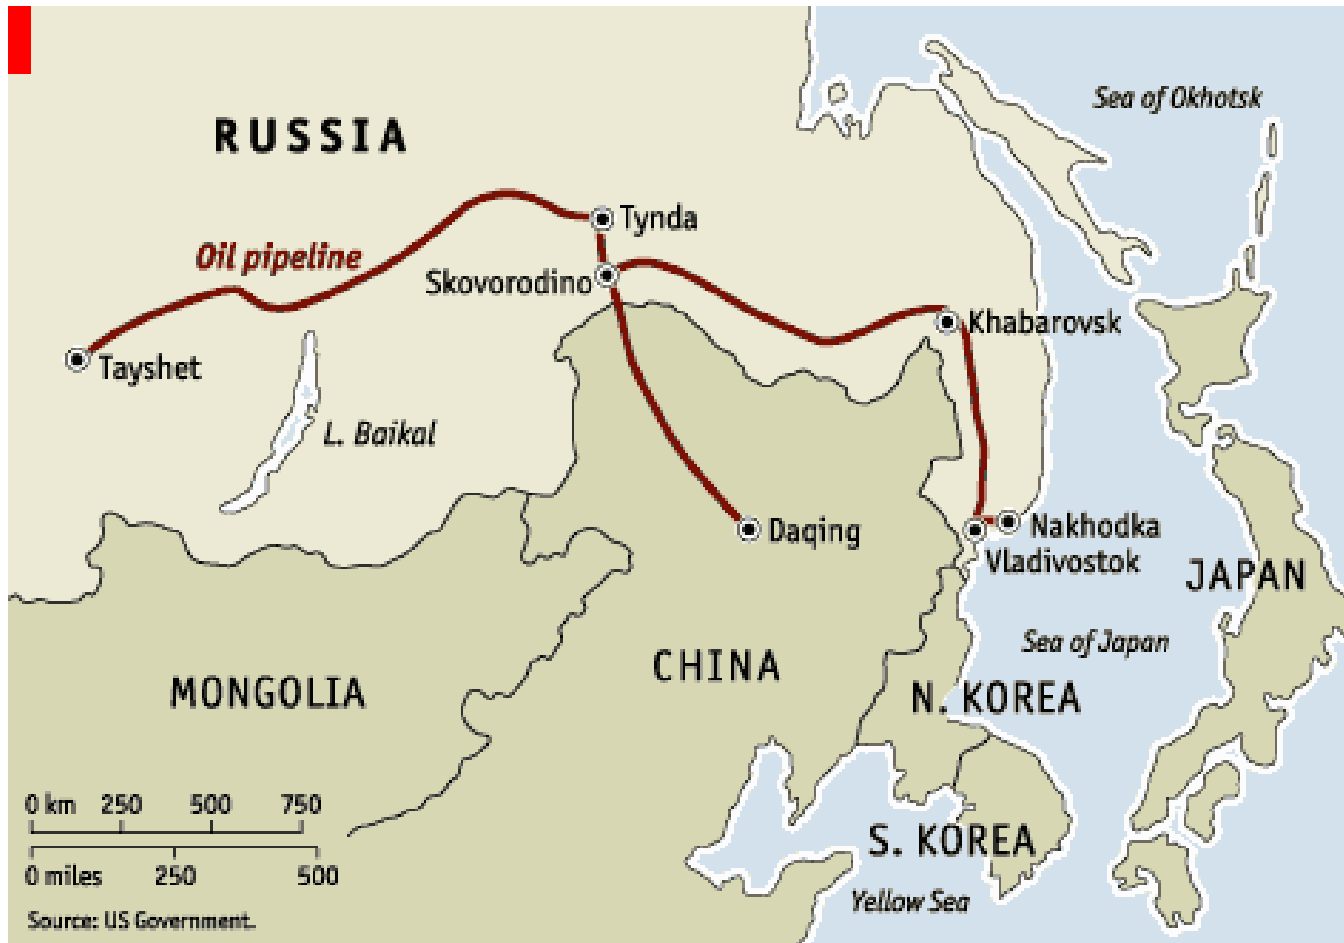 Sea of Okhotsk
RUSSIA
Tynda
Oil pipeline
Skovorodino
Khabarovsk
Tayshet
L. Baikal
Daqing
Nakhodka
Vladivostok
JAPAN
Sea of Japan
CHINA
MONGOLIA
N. KOREA
0 km 250 500 750
S. KOREA
0 miles 250 500
Yellow Sea
Source: US Government.